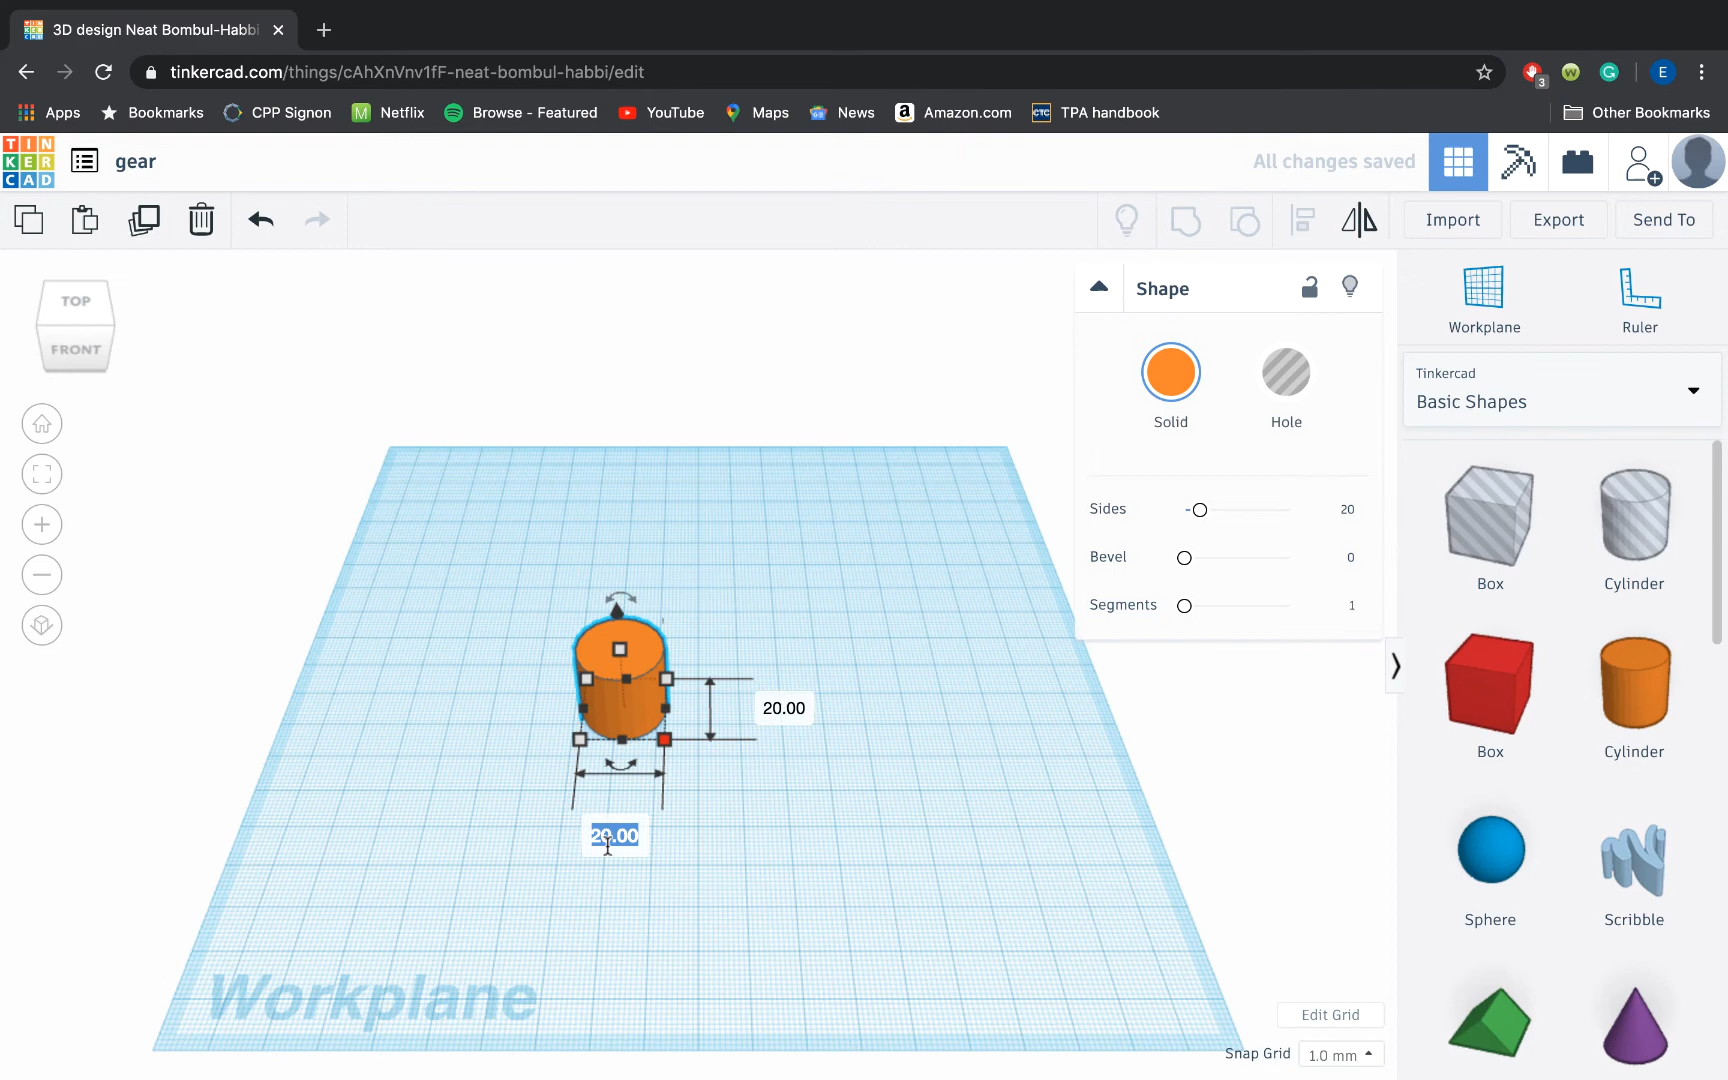 3D design Neat Bombul-Habbi
tinkercad.com/things/cAhXnVnv1fF-neat-bombul-habbi/edit
3
E
Apps
Bookmarks
CPP Signon
M
Netflix
Browse - Featured
YouTube
Maps
News
a
Amazon.com
CTC
TPA handbook
Other Bookmarks
TIN
KER
CAD
gear
All changes saved
Import
Export
Send To
TOP
FRONT
Shape
Solid
Hole
Sides
20
Bevel
0
Segments
1
Workplane
Ruler
Tinkercad
Basic Shapes
Box
Cylinder
Box
Cylinder
Sphere
Scribble
20.00
20.00
Workplane
Edit Grid
Snap Grid
1.0 mm